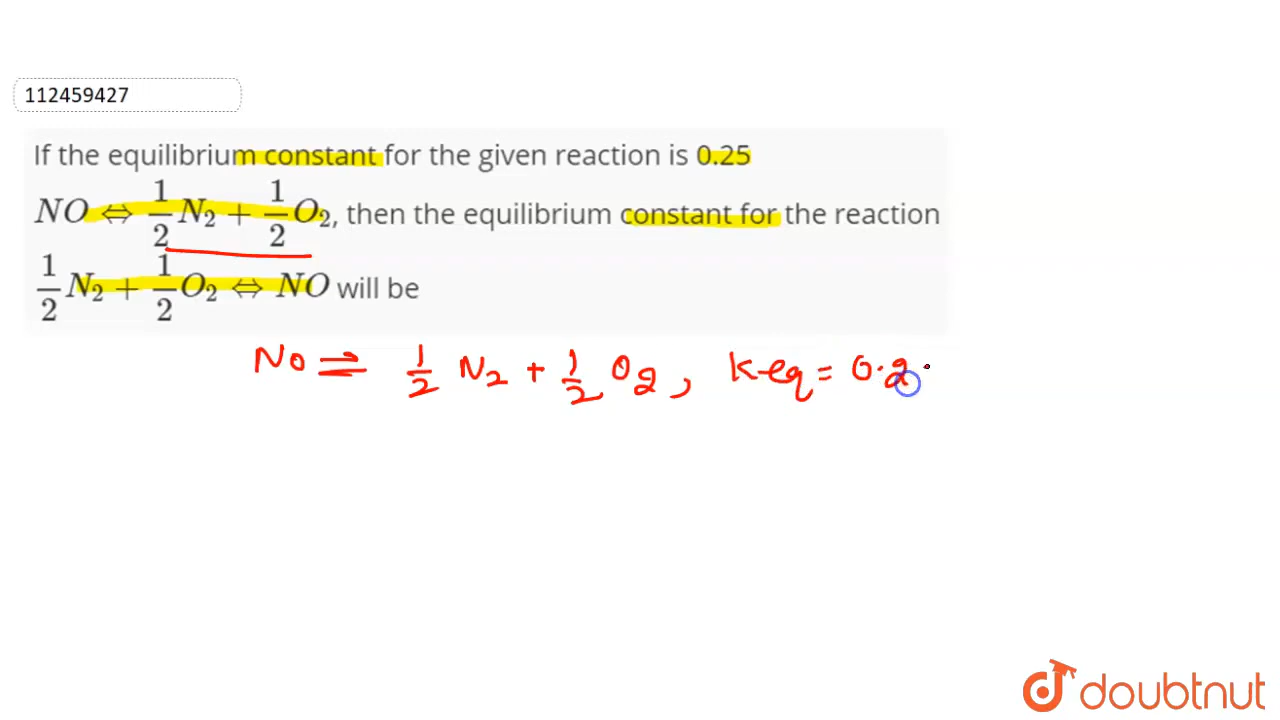 112459427
If the equilibrium constant for the given reaction is 0.25
NO ⇔ 1/2 N₂ + 1/2 O₂, then the equilibrium constant for the reaction
1/2 N₂ + 1/2 O₂ ⇔ NO will be
NO ⇌ 1/2 N₂ + 1/2 O₂, Keq = 0.2
doubtnut